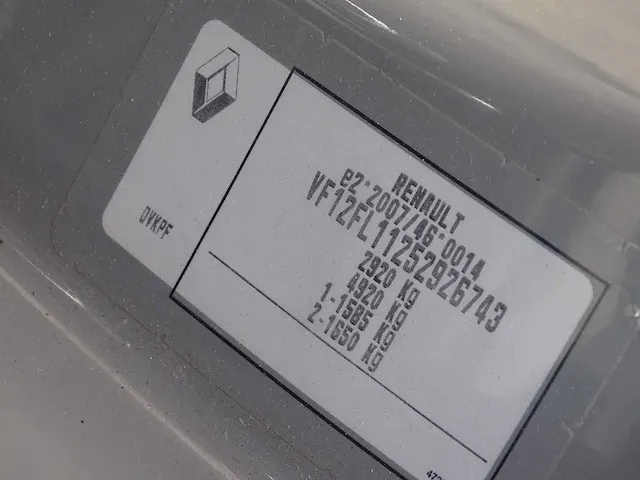 RENAULT
e2*2007/46*0014
VF12FL11252926743
2920 Kg
4920 Kg
1-1585 Kg
2-1650 Kg
DVKPF